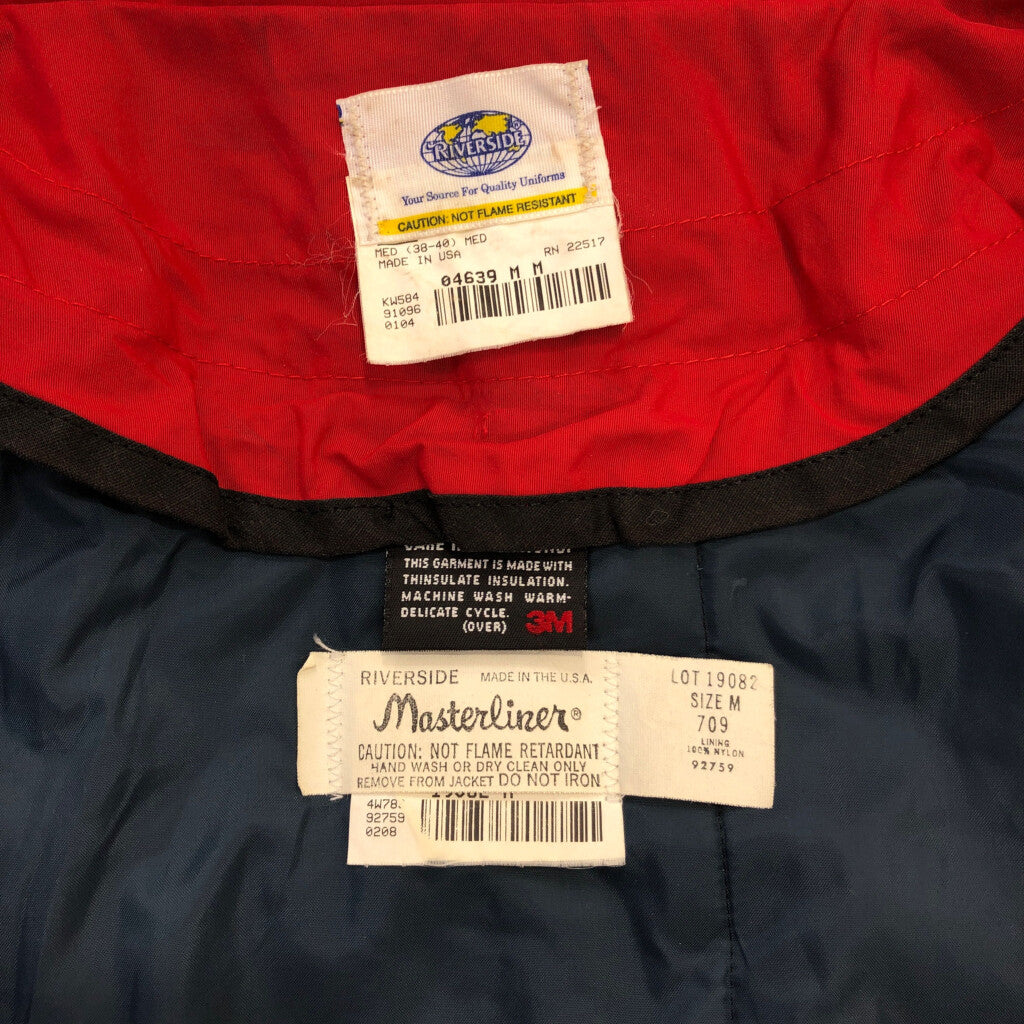 RIVERSIDE®
Your Source For Quality Uniforms
CAUTION: NOT FLAME RESISTANT
MED (38-40) MED RN 22517
MADE IN USA
04639 M M
KW584
91096
0104
THIS GARMENT IS MADE WITH
THINSULATE INSULATION.
MACHINE WASH WARM-
DELICATE CYCLE.
(OVER) 3M
RIVERSIDE MADE IN THE U.S.A.
Masterliner®
CAUTION: NOT FLAME RETARDANT
HAND WASH OR DRY CLEAN ONLY
REMOVE FROM JACKET DO NOT IRON
LOT 19082
SIZE M
709
LINING
100% NYLON
92759
4W78.
92759
0208